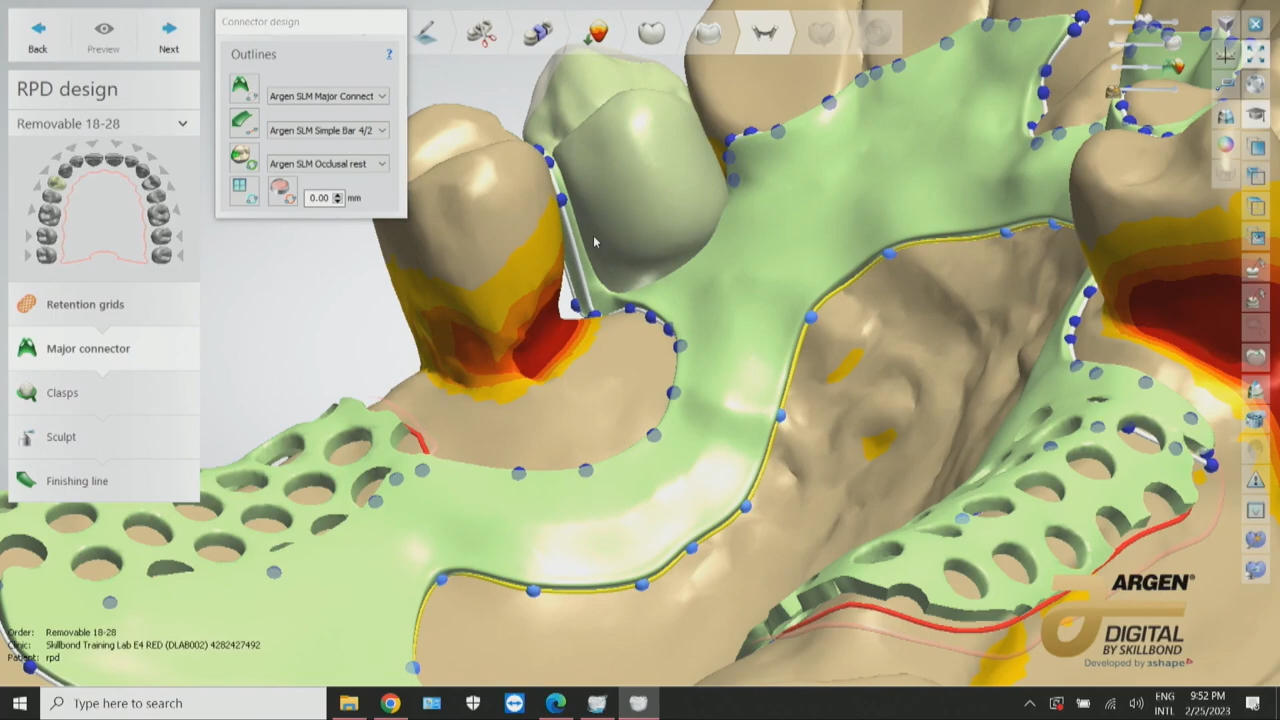 Back
Preview
Next
RPD design
Removable 18-28
Retention grids
Major connector
Clasps
Sculpt
Finishing line
Connector design
Outlines
?
Argen SLM Major Connect
Argen SLM Simple Bar 4/2
Argen SLM Occlusal rest
0.00 mm
Order: Removable 18-28
Clinic: Skillbond Training Lab E4 RED (DLAB002) 4282427492
Patient: rpd
ARGEN®
DIGITAL
BY SKILLBOND
Developed by 3shape
Type here to search
ENG
INTL
9:52 PM
2/25/2023